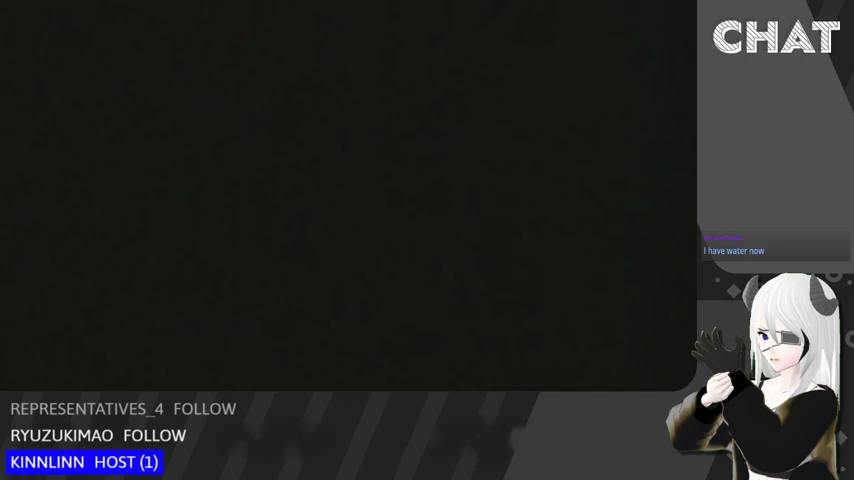 CHAT
I have water now
REPRESENTATIVES_4 FOLLOW
RYUZUKIMAO FOLLOW
KINNLINN HOST (1)